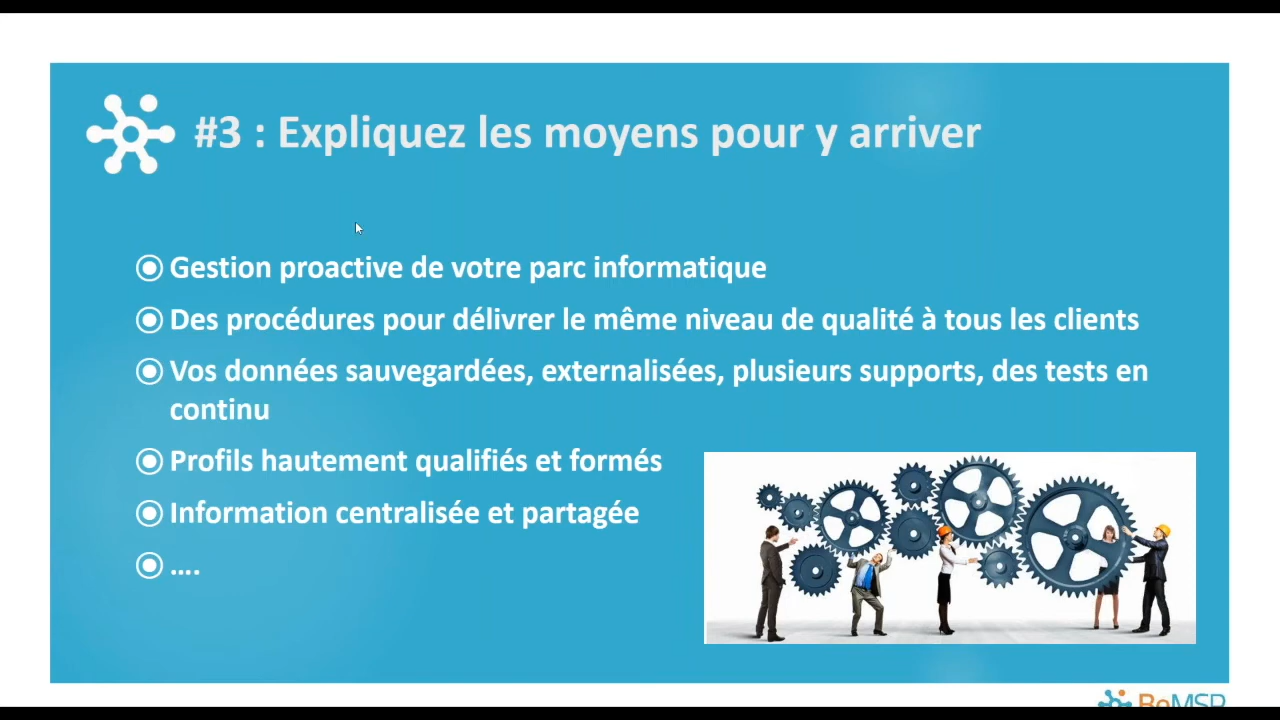 #3 : Expliquez les moyens pour y arriver
Gestion proactive de votre parc informatique
Des procédures pour délivrer le même niveau de qualité à tous les clients
Vos données sauvegardées, externalisées, plusieurs supports, des tests en
continu
Profils hautement qualifiés et formés
Information centralisée et partagée
....
BeMSP